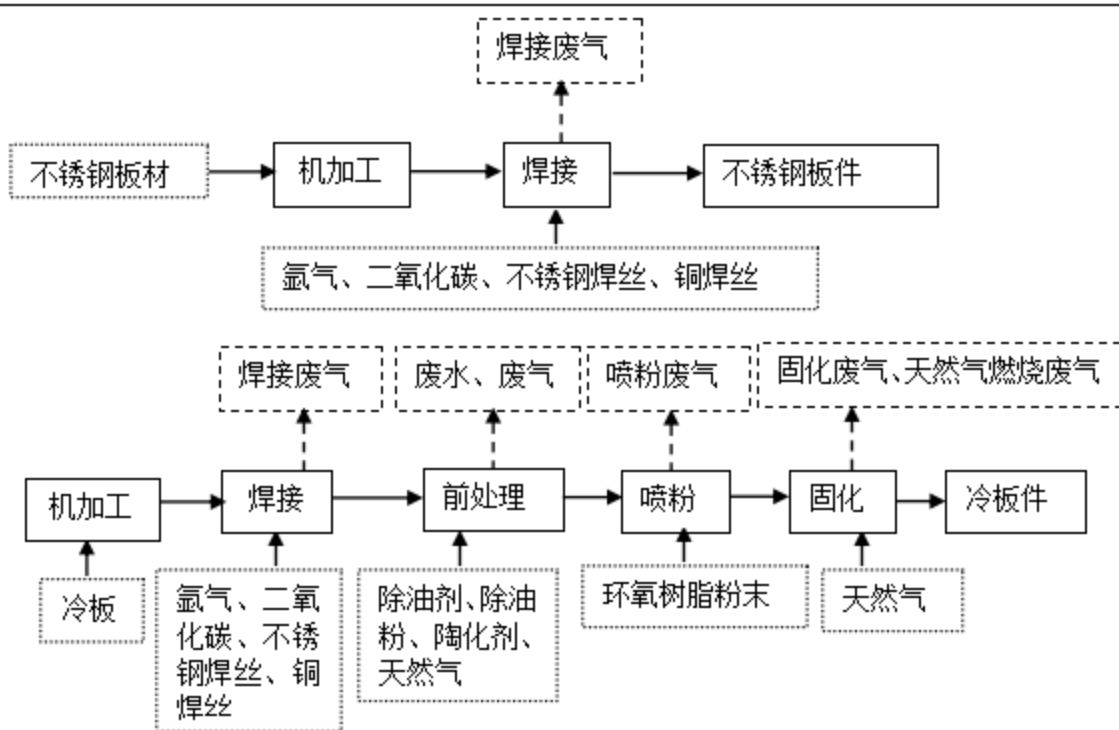 焊接废气
不锈钢板材
机加工
焊接
不锈钢板件
氩气、二氧化碳、不锈钢焊丝、铜焊丝
焊接废气
废水、废气
喷粉废气
固化废气、天然气燃烧废气
机加工
焊接
前处理
喷粉
固化
冷板件
冷板
氩气、二氧
化碳、不锈
钢焊丝、铜
焊丝
除油剂、除油
粉、陶化剂、
天然气
环氧树脂粉末
天然气